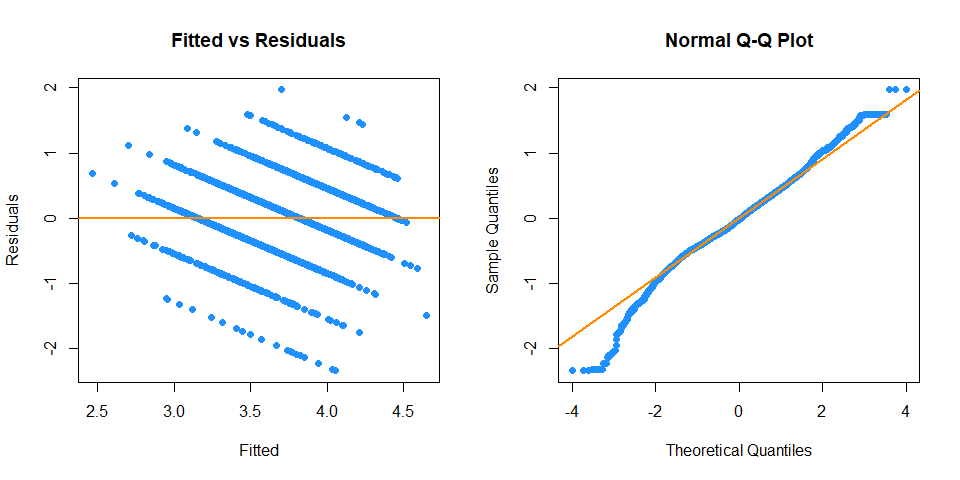 Fitted vs Residuals
2
1
0
-1
-2
Residuals
2.5 3.0 3.5 4.0 4.5
Fitted
Normal Q-Q Plot
2
1
0
-1
-2
Sample Quantiles
-4 -2 0 2 4
Theoretical Quantiles